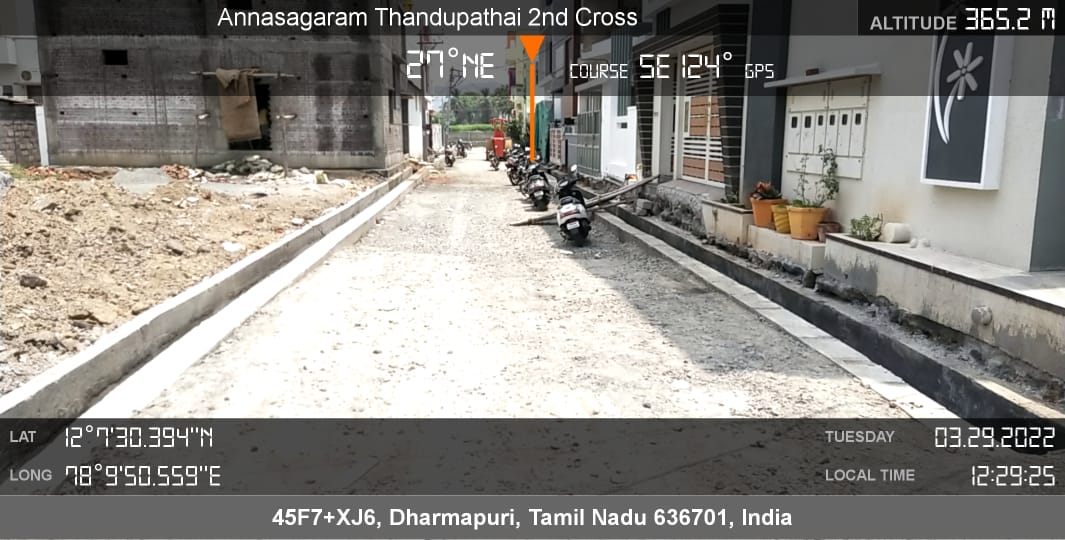 Annasagaram Thandupathai 2nd Cross
ALTITUDE 365.2 M
27°NE
COURSE SE 124° GPS
LAT 12°7'30.394"N
TUESDAY 03.29.2022
LONG 78°9'50.559"E
LOCAL TIME 12:29:25
45F7+XJ6, Dharmapuri, Tamil Nadu 636701, India